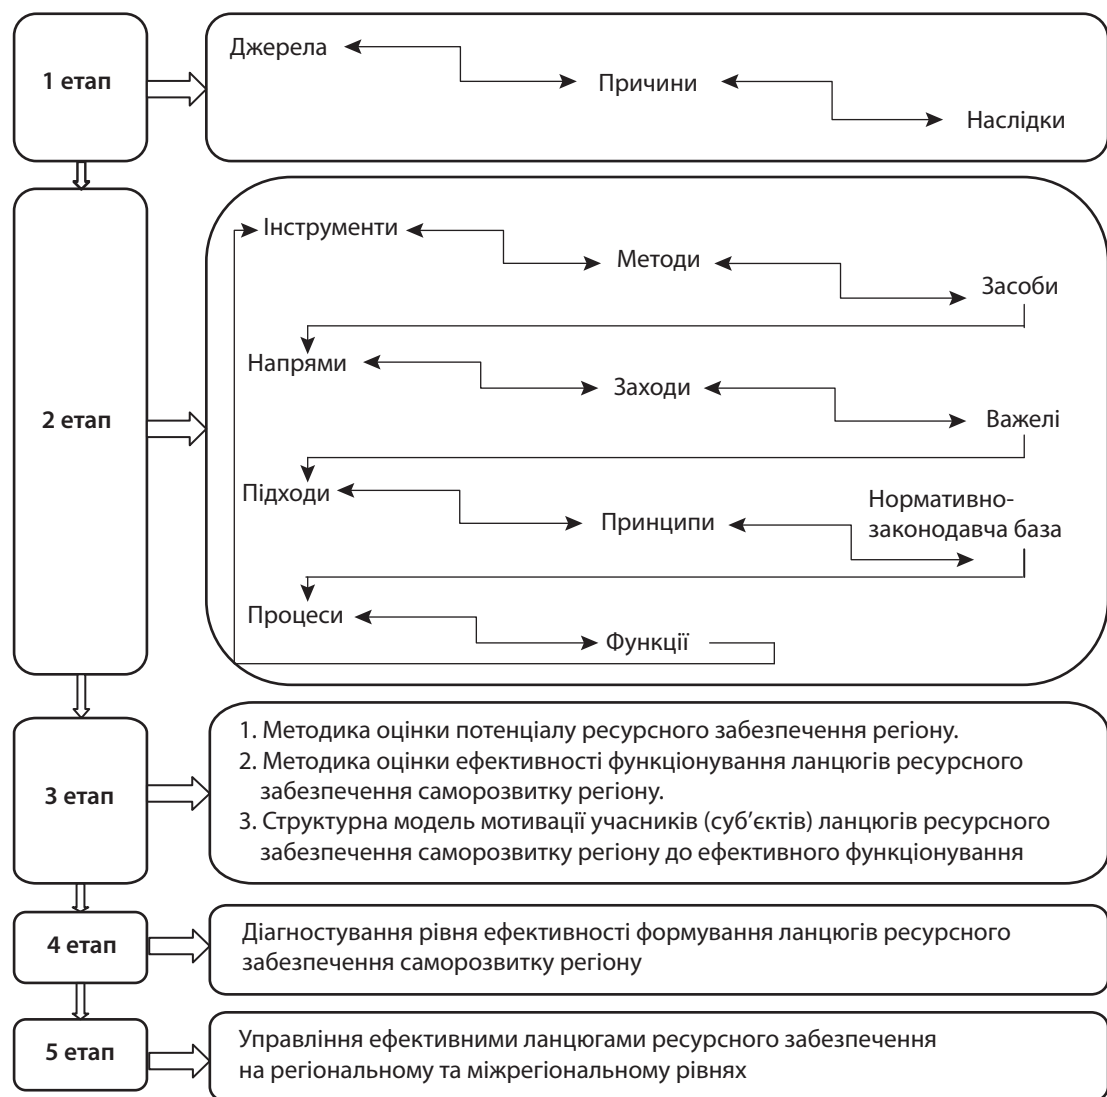 1 етап
Джерела
Причини
Наслідки
2 етап
Інструменти
Методи
Засоби
Напрями
Заходи
Важелі
Підходи
Принципи
Нормативно-
законодавча база
Процеси
Функції
3 етап
1. Методика оцінки потенціалу ресурсного забезпечення регіону.
2. Методика оцінки ефективності функціонування ланцюгів ресурсного
забезпечення саморозвитку регіону.
3. Структурна модель мотивації учасників (суб’єктів) ланцюгів ресурсного
забезпечення саморозвитку регіону до ефективного функціонування
4 етап
Діагностування рівня ефективності формування ланцюгів ресурсного
забезпечення саморозвитку регіону
5 етап
Управління ефективними ланцюгами ресурсного забезпечення
на регіональному та міжрегіональному рівнях